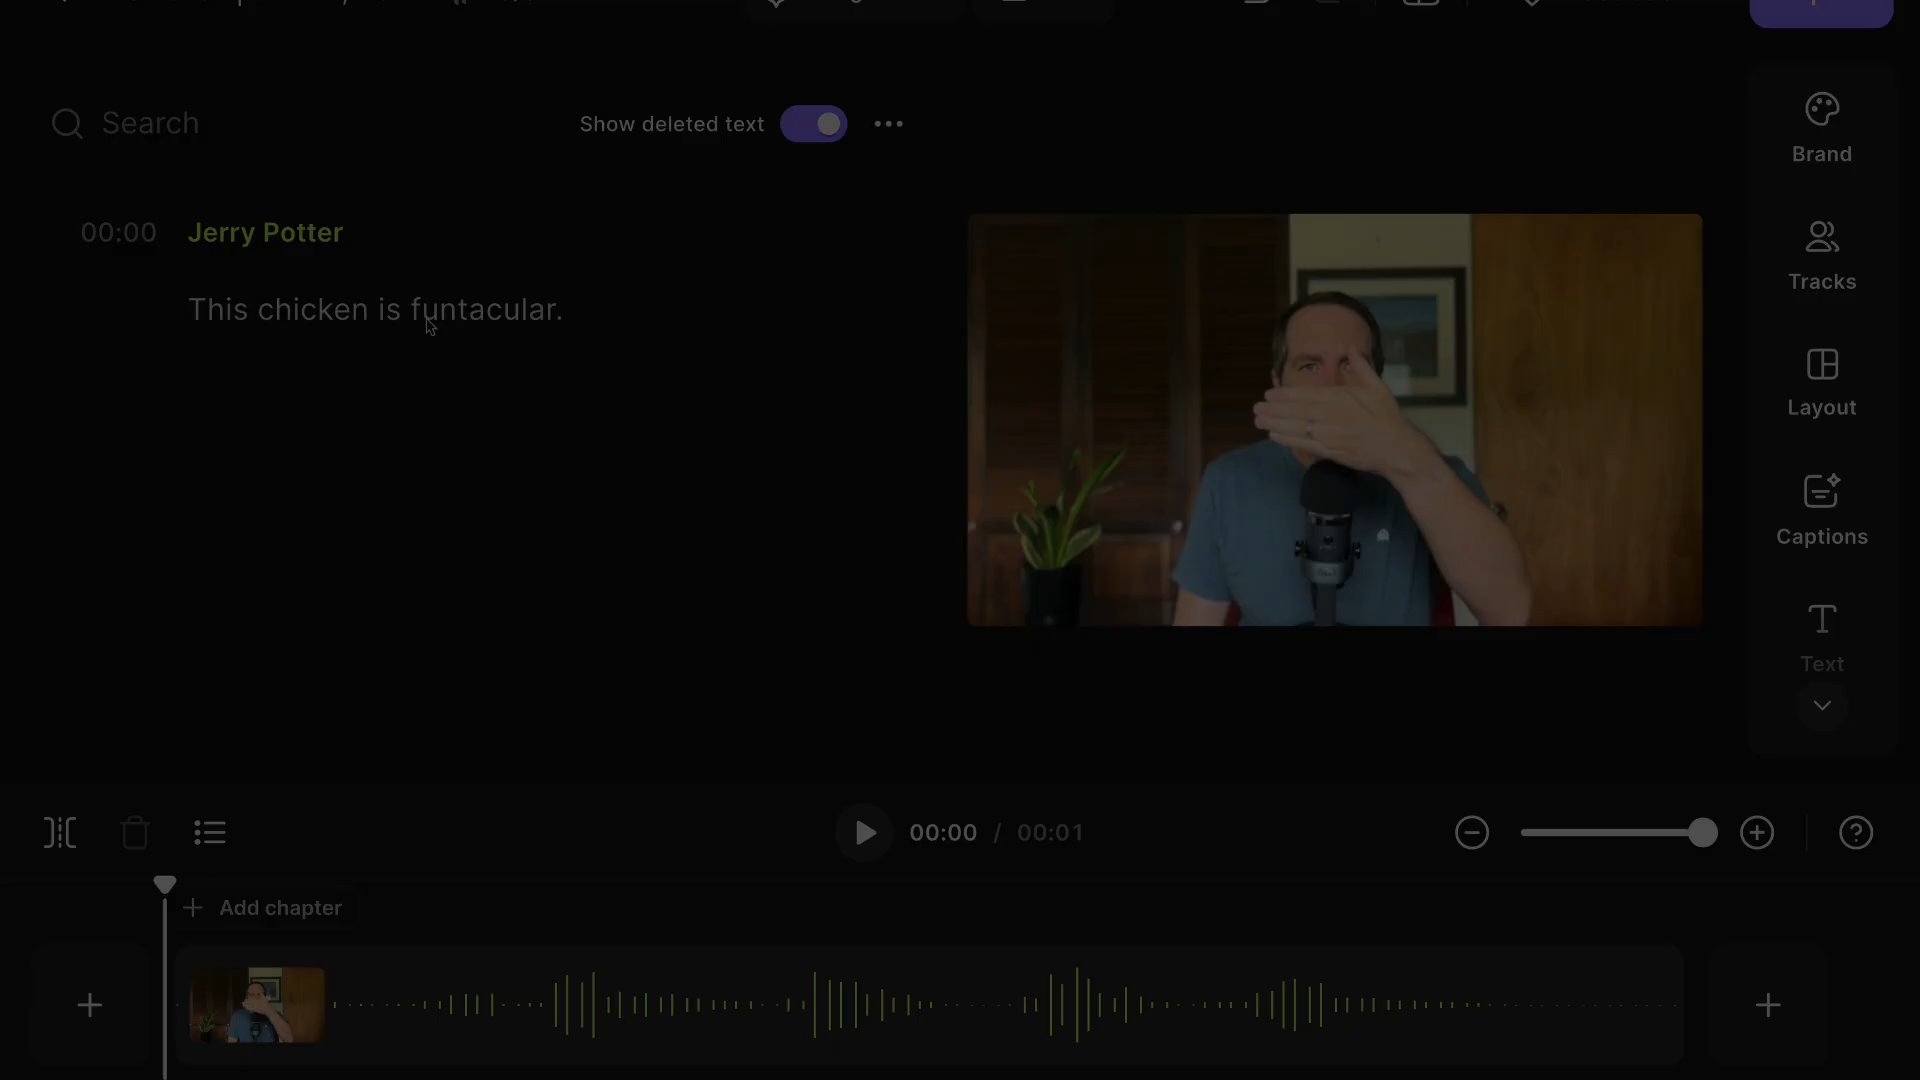 Search
Show deleted text
Brand
Tracks
00:00 Jerry Potter
This chicken is funtacular.
Layout
Captions
Text
00:00 / 00:01
Add chapter